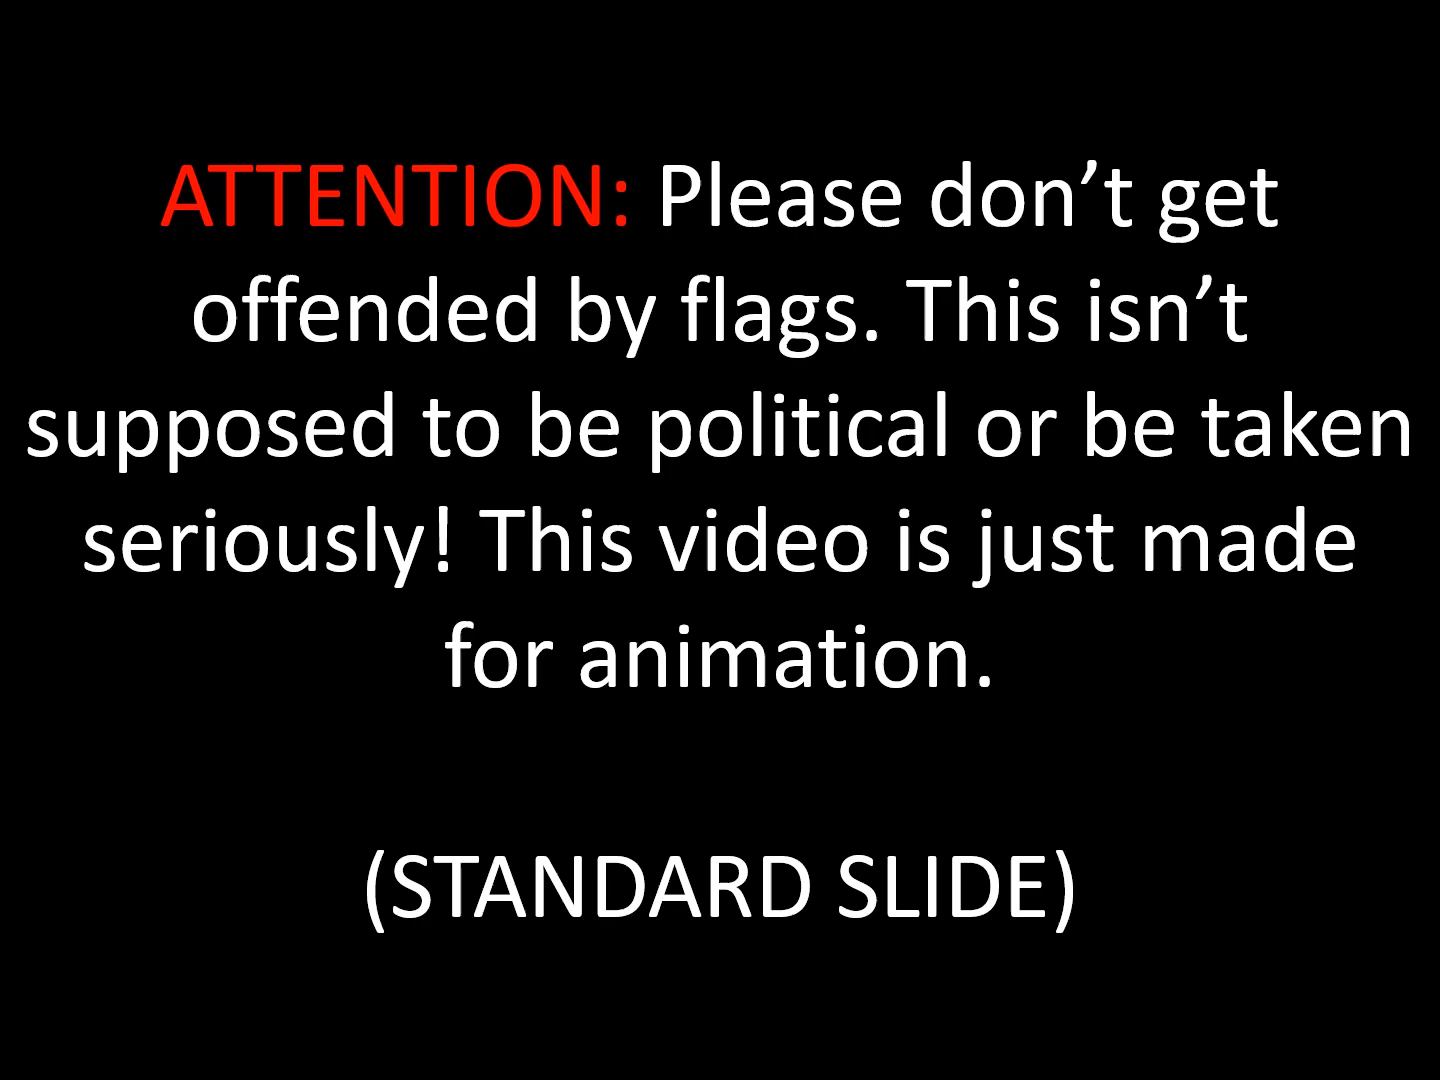 ATTENTION: Please don’t get
offended by flags. This isn’t
supposed to be political or be taken
seriously! This video is just made
for animation.
(STANDARD SLIDE)